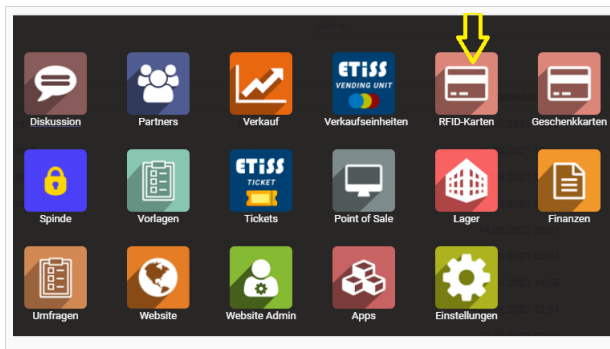 Diskussion
Partners
Verkauf
ETiSS
VENDING UNIT
Verkaufseinheiten
RFID-Karten
Geschenkkarten
Spinde
Vorlagen
ETiSS
TICKET
Tickets
Point of Sale
Lager
Finanzen
Umfragen
Website
Website Admin
Apps
Einstellungen